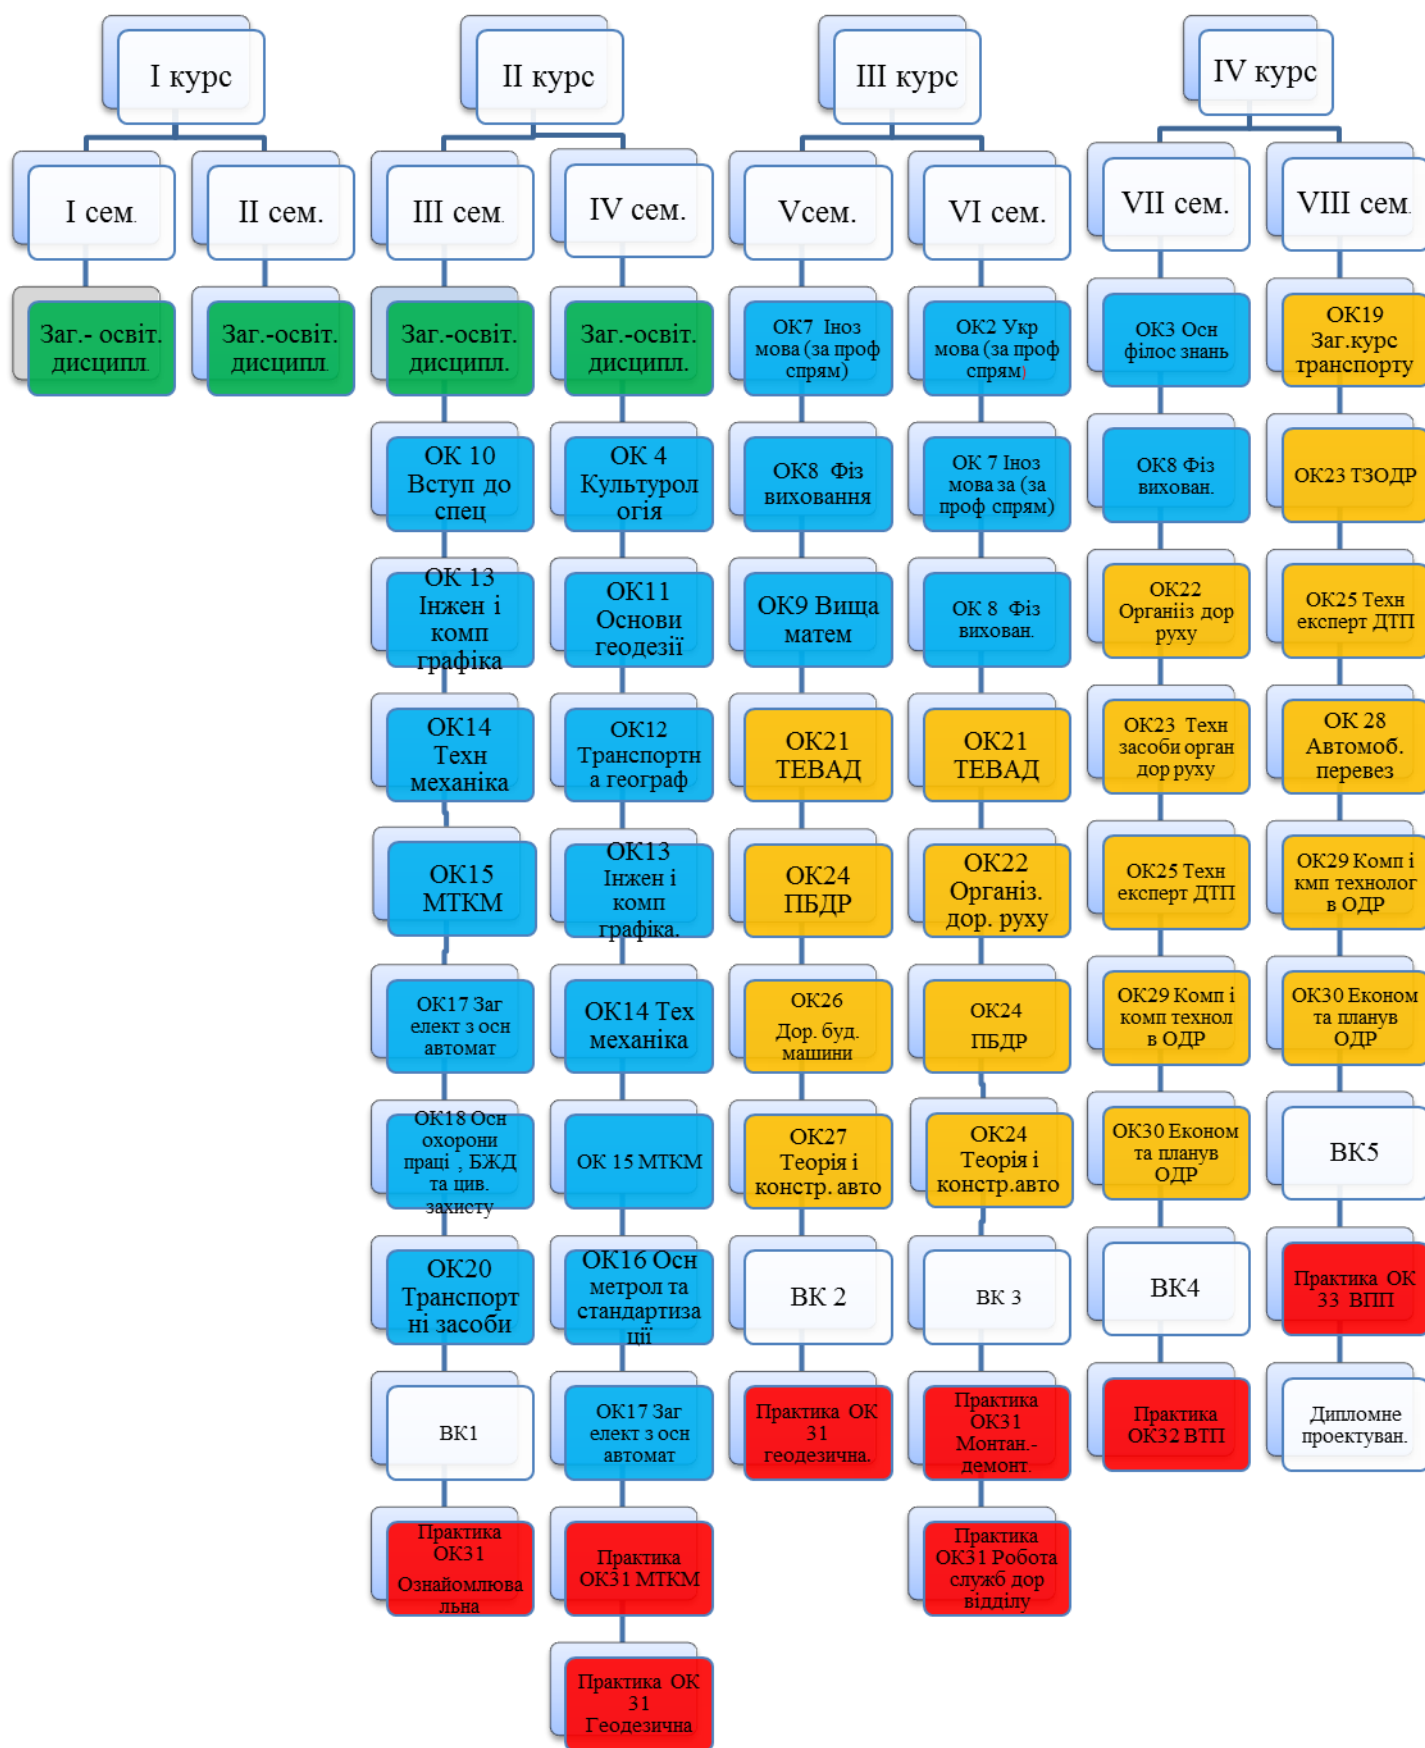 I курс
II курс
III курс
IV курс
I сем.
II сем.
III сем.
IV сем.
Vсем.
VI сем.
VII сем.
VIII сем.
Заг.- освіт.
дисципл.
Заг.-освіт.
дисципл.
Заг.-освіт.
дисципл.
ОК 10
Вступ до
спец
ОК 13
Інжен і
комп
графіка
ОК14
Техн
механіка
ОК15
МТКМ
ОК17 Заг
елект з осн
автомат
ОК18 Осн
охорони
праці , БЖД
та цив.
захисту
ОК20
Транспорт
ні засоби
ВК1
Практика
ОК31
Ознайомлюва
льна
Заг.-освіт.
дисципл.
ОК 4
Культурол
огія
ОК11
Основи
геодезії
ОК12
Транспортн
а географ
ОК13
Інжен і
комп
графіка.
ОК14 Тех
механіка
ОК 15 МТКМ
ОК16 Осн
метрол та
стандартиза
ції
ОК17 Заг
елект з осн
автомат
Практика
ОК31 МТКМ
Практика ОК
31
Геодезична
ОК7 Іноз
мова (за проф
спрям)
ОК8 Фіз
виховання
ОК9 Вища
матем
ОК21
ТЕВАД
ОК24
ПБДР
ОК26
Дор. буд.
машини
ОК27
Теорія і
констр. авто
ВК 2
Практика ОК
31
геодезична.
ОК2 Укр
мова (за проф
спрям)
ОК 7 Іноз
мова за (за
проф спрям)
ОК 8 Фіз
вихован.
ОК21
ТЕВАД
ОК22
Організ.
дор. руху
ОК24
ПБДР
ОК24
Теорія і
констр.авто
ВК 3
Практика
ОК31
Монтан.-
демонт.
Практика
ОК31 Робота
служб дор
відділу
ОК3 Осн
філос знань
ОК8 Фіз
вихован.
ОК22
Органііз дор
руху
ОК23 Техн
засоби орган
дор руху
ОК25 Техн
експерт ДТП
ОК29 Комп і
комп технол
в ОДР
ОК30 Економ
та планув
ОДР
ВК4
Практика
ОК32 ВТП
ОК19
Заг.курс
транспорту
ОК23 ТЗОДР
ОК25 Техн
експерт ДТП
ОК 28
Автомоб.
перевез
ОК29 Комп і
кмп технолог
в ОДР
ОК30 Економ
та планув
ОДР
ВК5
Практика ОК
33 ВПП
Дипломне
проектуван.